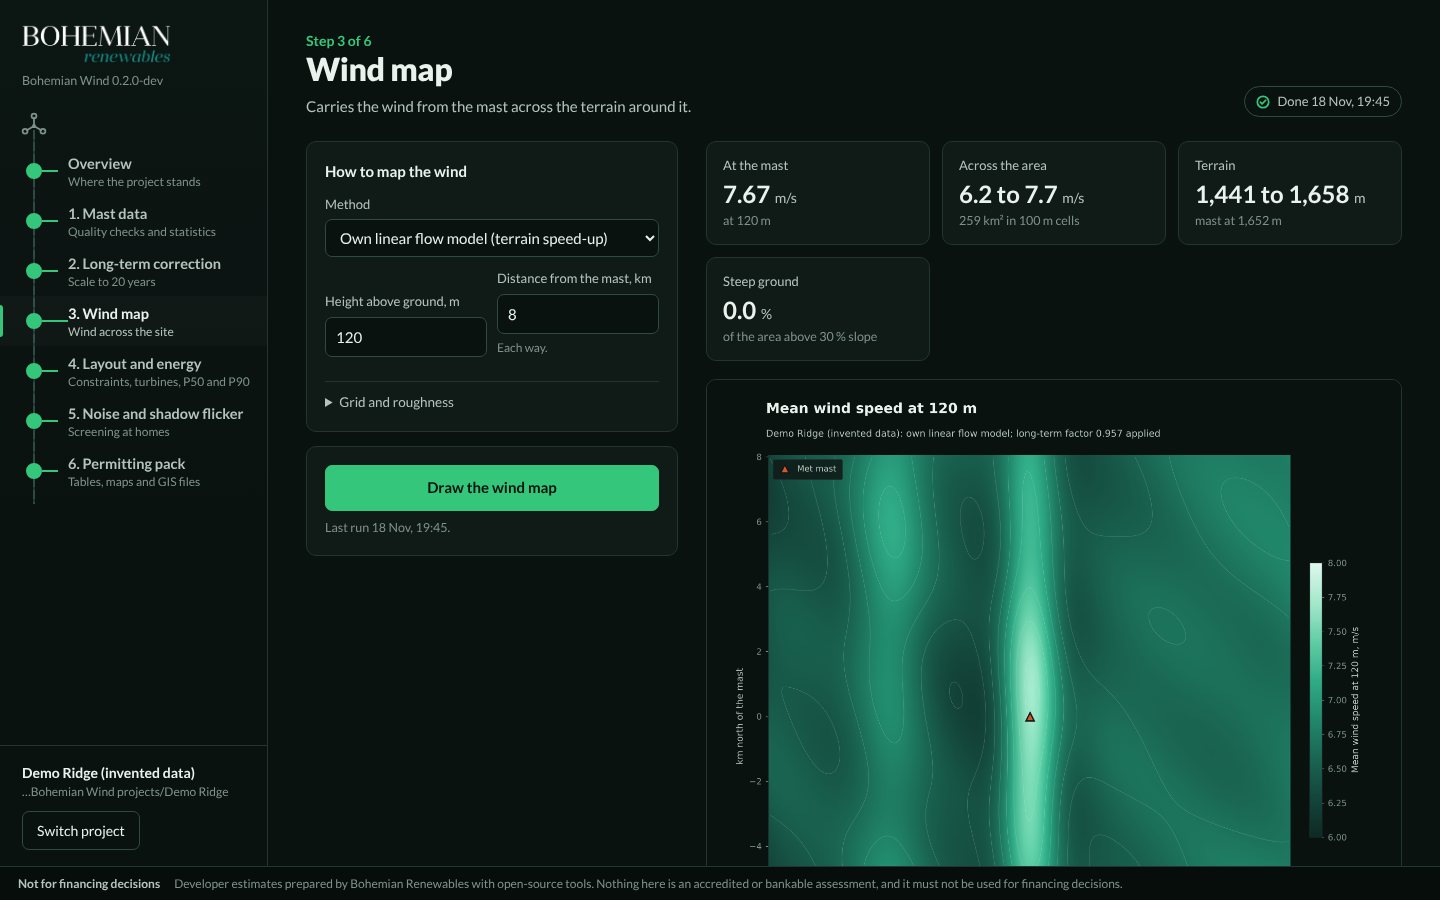 BOHEMIAN
renewables
Bohemian Wind 0.2.0-dev
Overview
Where the project stands
1. Mast data
Quality checks and statistics
2. Long-term correction
Scale to 20 years
3. Wind map
Wind across the site
4. Layout and energy
Constraints, turbines, P50 and P90
5. Noise and shadow flicker
Screening at homes
6. Permitting pack
Tables, maps and GIS files
Demo Ridge (invented data)
...Bohemian Wind projects/Demo Ridge
Switch project
Step 3 of 6
Wind map
Carries the wind from the mast across the terrain around it.
Done 18 Nov, 19:45
How to map the wind
Method
Own linear flow model (terrain speed-up)
Height above ground, m
120
Distance from the mast, km
8
Each way.
Grid and roughness
Draw the wind map
Last run 18 Nov, 19:45.
At the mast
7.67 m/s
at 120 m
Across the area
6.2 to 7.7 m/s
259 km² in 100 m cells
Terrain
1,441 to 1,658 m
mast at 1,652 m
Steep ground
0.0 %
of the area above 30 % slope
Mean wind speed at 120 m
Demo Ridge (invented data): own linear flow model; long-term factor 0.957 applied
Met mast
8
6
4
2
0
−2
−4
km north of the mast
8.00
7.75
7.50
7.25
7.00
6.75
6.50
6.25
6.00
Mean wind speed at 120 m, m/s
Not for financing decisions Developer estimates prepared by Bohemian Renewables with open-source tools. Nothing here is an accredited or bankable assessment, and it must not be used for financing decisions.